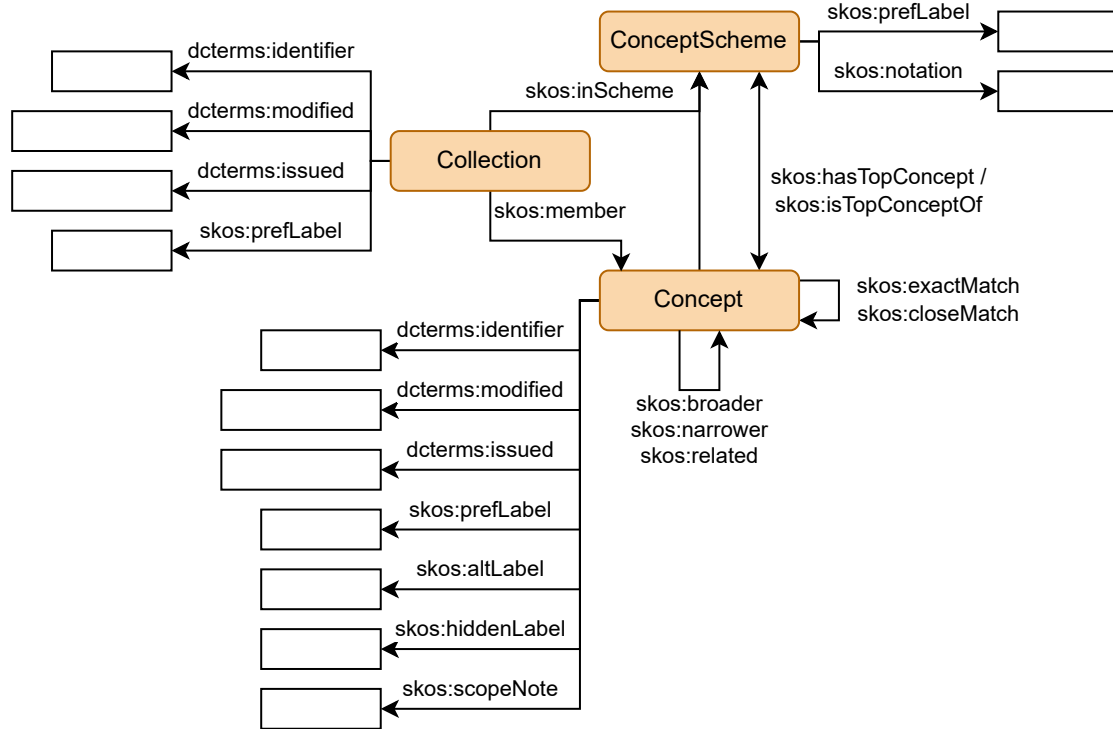 skos:prefLabel
ConceptScheme
dcterms:identifier
skos:notation
skos:inScheme
dcterms:modified
Collection
dcterms:issued
skos:hasTopConcept /
skos:isTopConceptOf
skos:member
skos:prefLabel
Concept
skos:exactMatch
skos:closeMatch
dcterms:identifier
dcterms:modified
skos:broader
skos:narrower
skos:related
dcterms:issued
skos:prefLabel
skos:altLabel
skos:hiddenLabel
skos:scopeNote